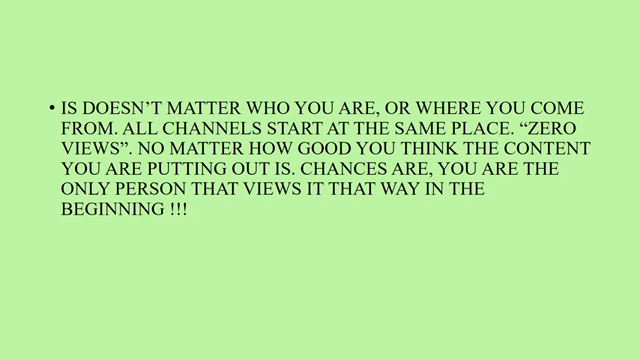 • IS DOESN’T MATTER WHO YOU ARE, OR WHERE YOU COME
FROM. ALL CHANNELS START AT THE SAME PLACE. “ZERO
VIEWS”. NO MATTER HOW GOOD YOU THINK THE CONTENT
YOU ARE PUTTING OUT IS. CHANCES ARE, YOU ARE THE
ONLY PERSON THAT VIEWS IT THAT WAY IN THE
BEGINNING !!!